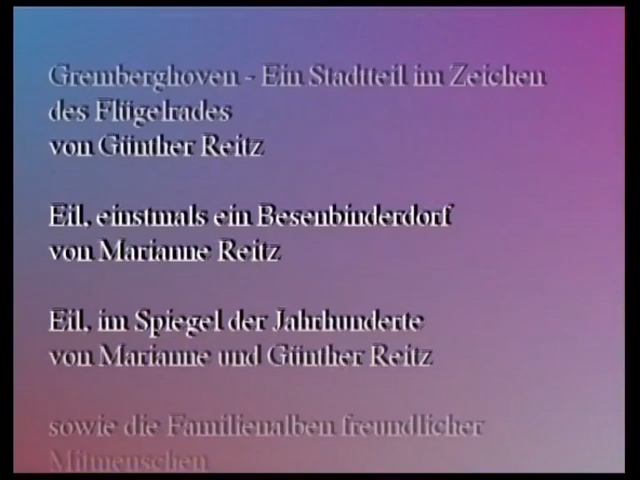 Gremberghoven - Ein Stadtteil im Zeichen
des Flügelrades
von Günther Reitz
Eil, einstmals ein Besenbinderdorf
von Marianne Reitz
Eil, im Spiegel der Jahrhunderte
von Marianne und Günther Reitz
sowie die Familienalben freundlicher
Mitmenschen